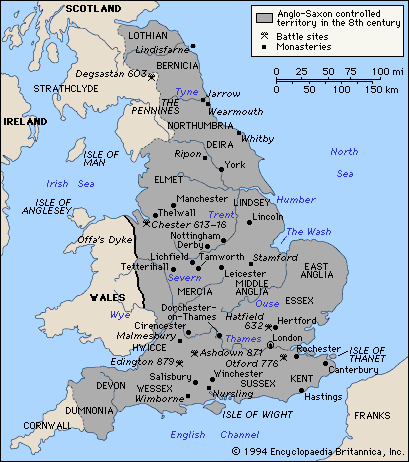 SCOTLAND
Anglo-Saxon controlled
territory in the 8th century
Battle sites
Monasteries
0 25 50 75 100 mi
0 50 100 150 km
LOTHIAN
Lindisfarne
BERNICIA
Degsastan 603
STRATHCLYDE
Tyne
Jarrow
THE
PENNINES
Wearmouth
NORTHUMBRIA
IRELAND
Whitby
DEIRA
ISLE OF
MAN
Ripon
York
North
Sea
Irish Sea
ELMET
Humber
ISLE OF
ANGLESEY
Manchester
LINDSEY
Thelwall
Trent
Lincoln
Chester 613-16
The Wash
Offa's Dyke
Nottingham
Derby
Lichfield
Tamworth
Stamford
Tettenhall
Leicester
EAST
ANGLIA
Severn
WALES
MERCIA
MIDDLE
ANGLIA
Ouse
ESSEX
Wye
Dorchester-
on-Thames
Hatfield
632
Hertford
Cirencester
Malmesbury
Thames
London
ISLE OF
THANET
HWICCE
Ashdown 871
Rochester
Edington 879
Otford 776
Canterbury
Salisbury
Winchester
KENT
DEVON
WESSEX
SUSSEX
Wimborne
Nursling
Hastings
DUMNONIA
ISLE OF WIGHT
CORNWALL
FRANKS
English Channel
© 1994 Encyclopaedia Britannica, Inc.